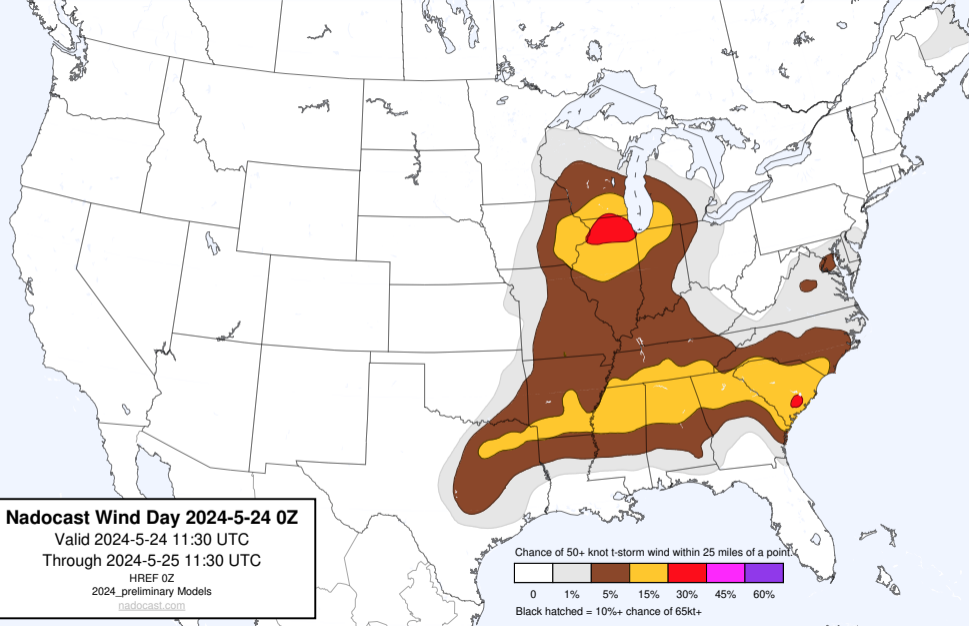 Nadocast Wind Day 2024-5-24 0Z
Valid 2024-5-24 11:30 UTC
Through 2024-5-25 11:30 UTC
HREF 0Z
2024_preliminary Models
nadocast.com
Chance of 50+ knot t-storm wind within 25 miles of a point.
0 1% 5% 15% 30% 45% 60%
Black hatched = 10%+ chance of 65kt+